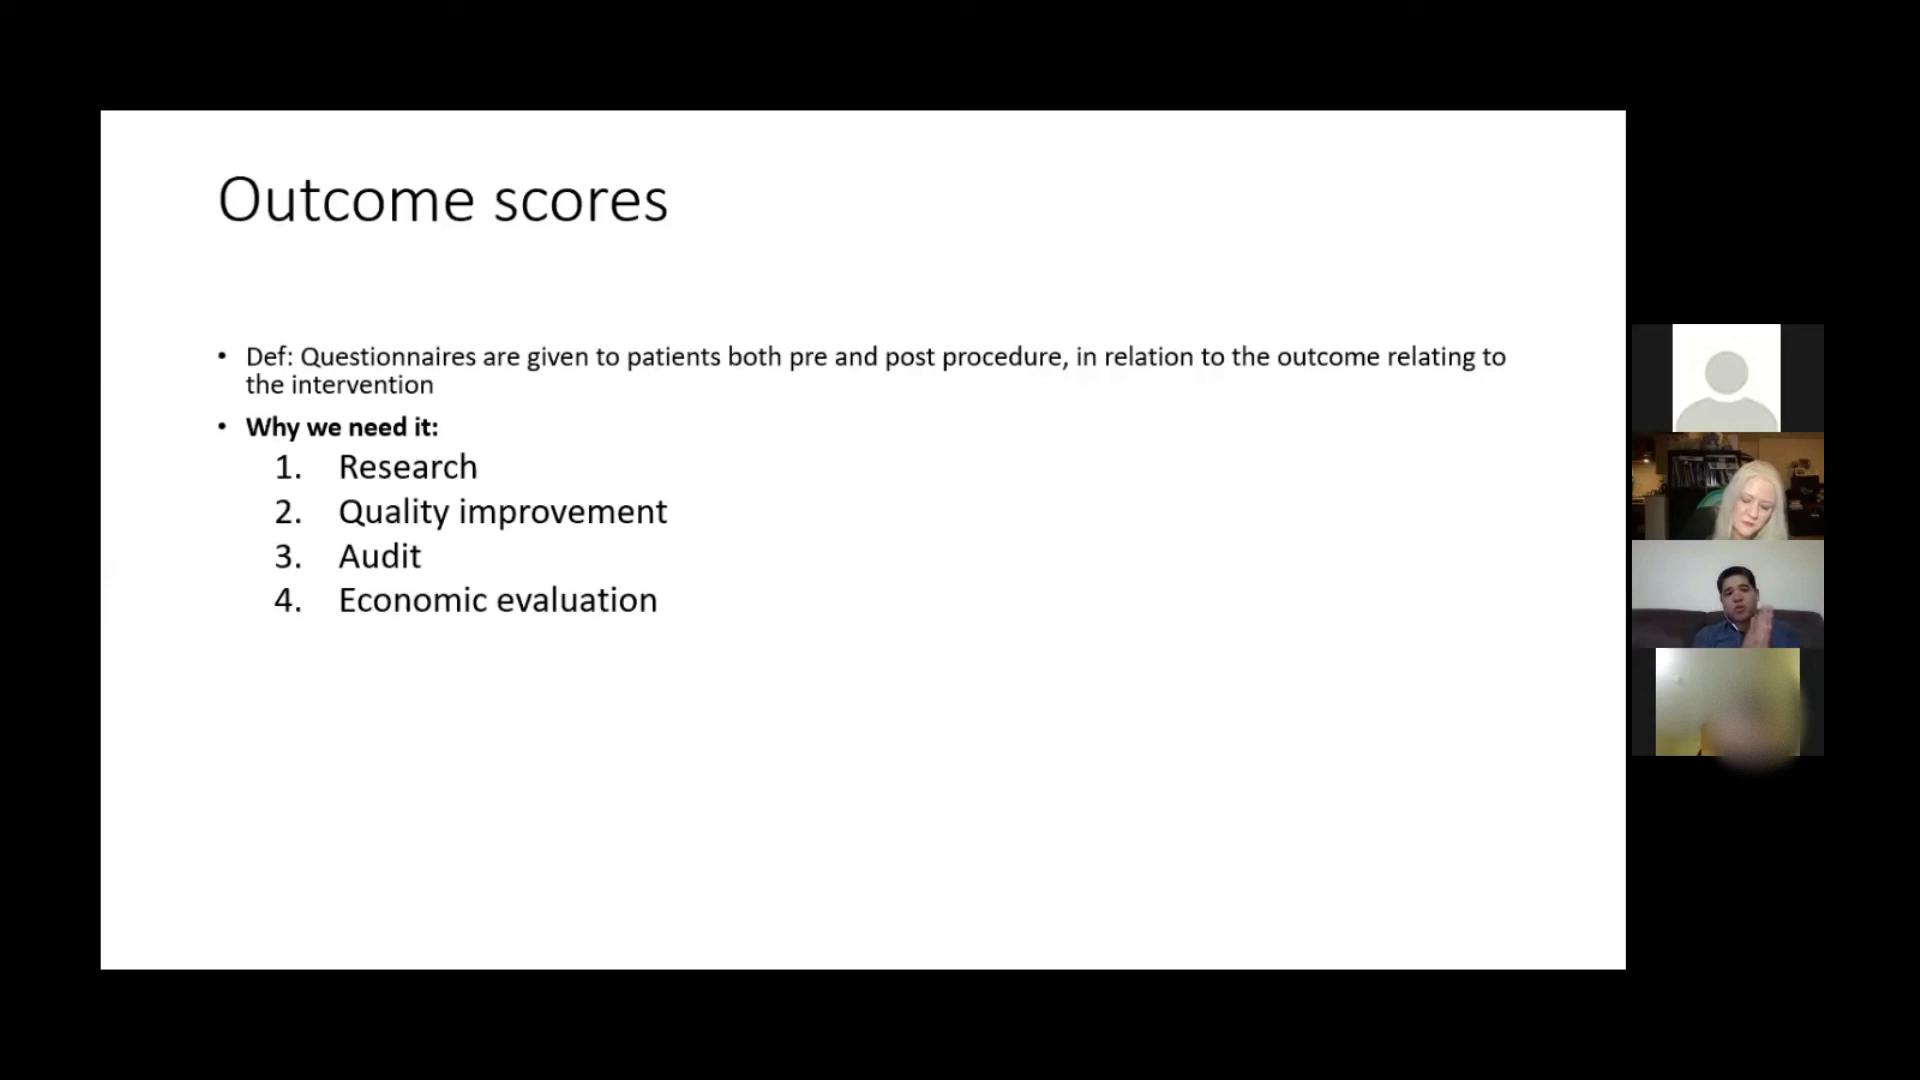 Outcome scores
• Def: Questionnaires are given to patients both pre and post procedure, in relation to the outcome relating to
the intervention
• Why we need it:
1. Research
2. Quality improvement
3. Audit
4. Economic evaluation